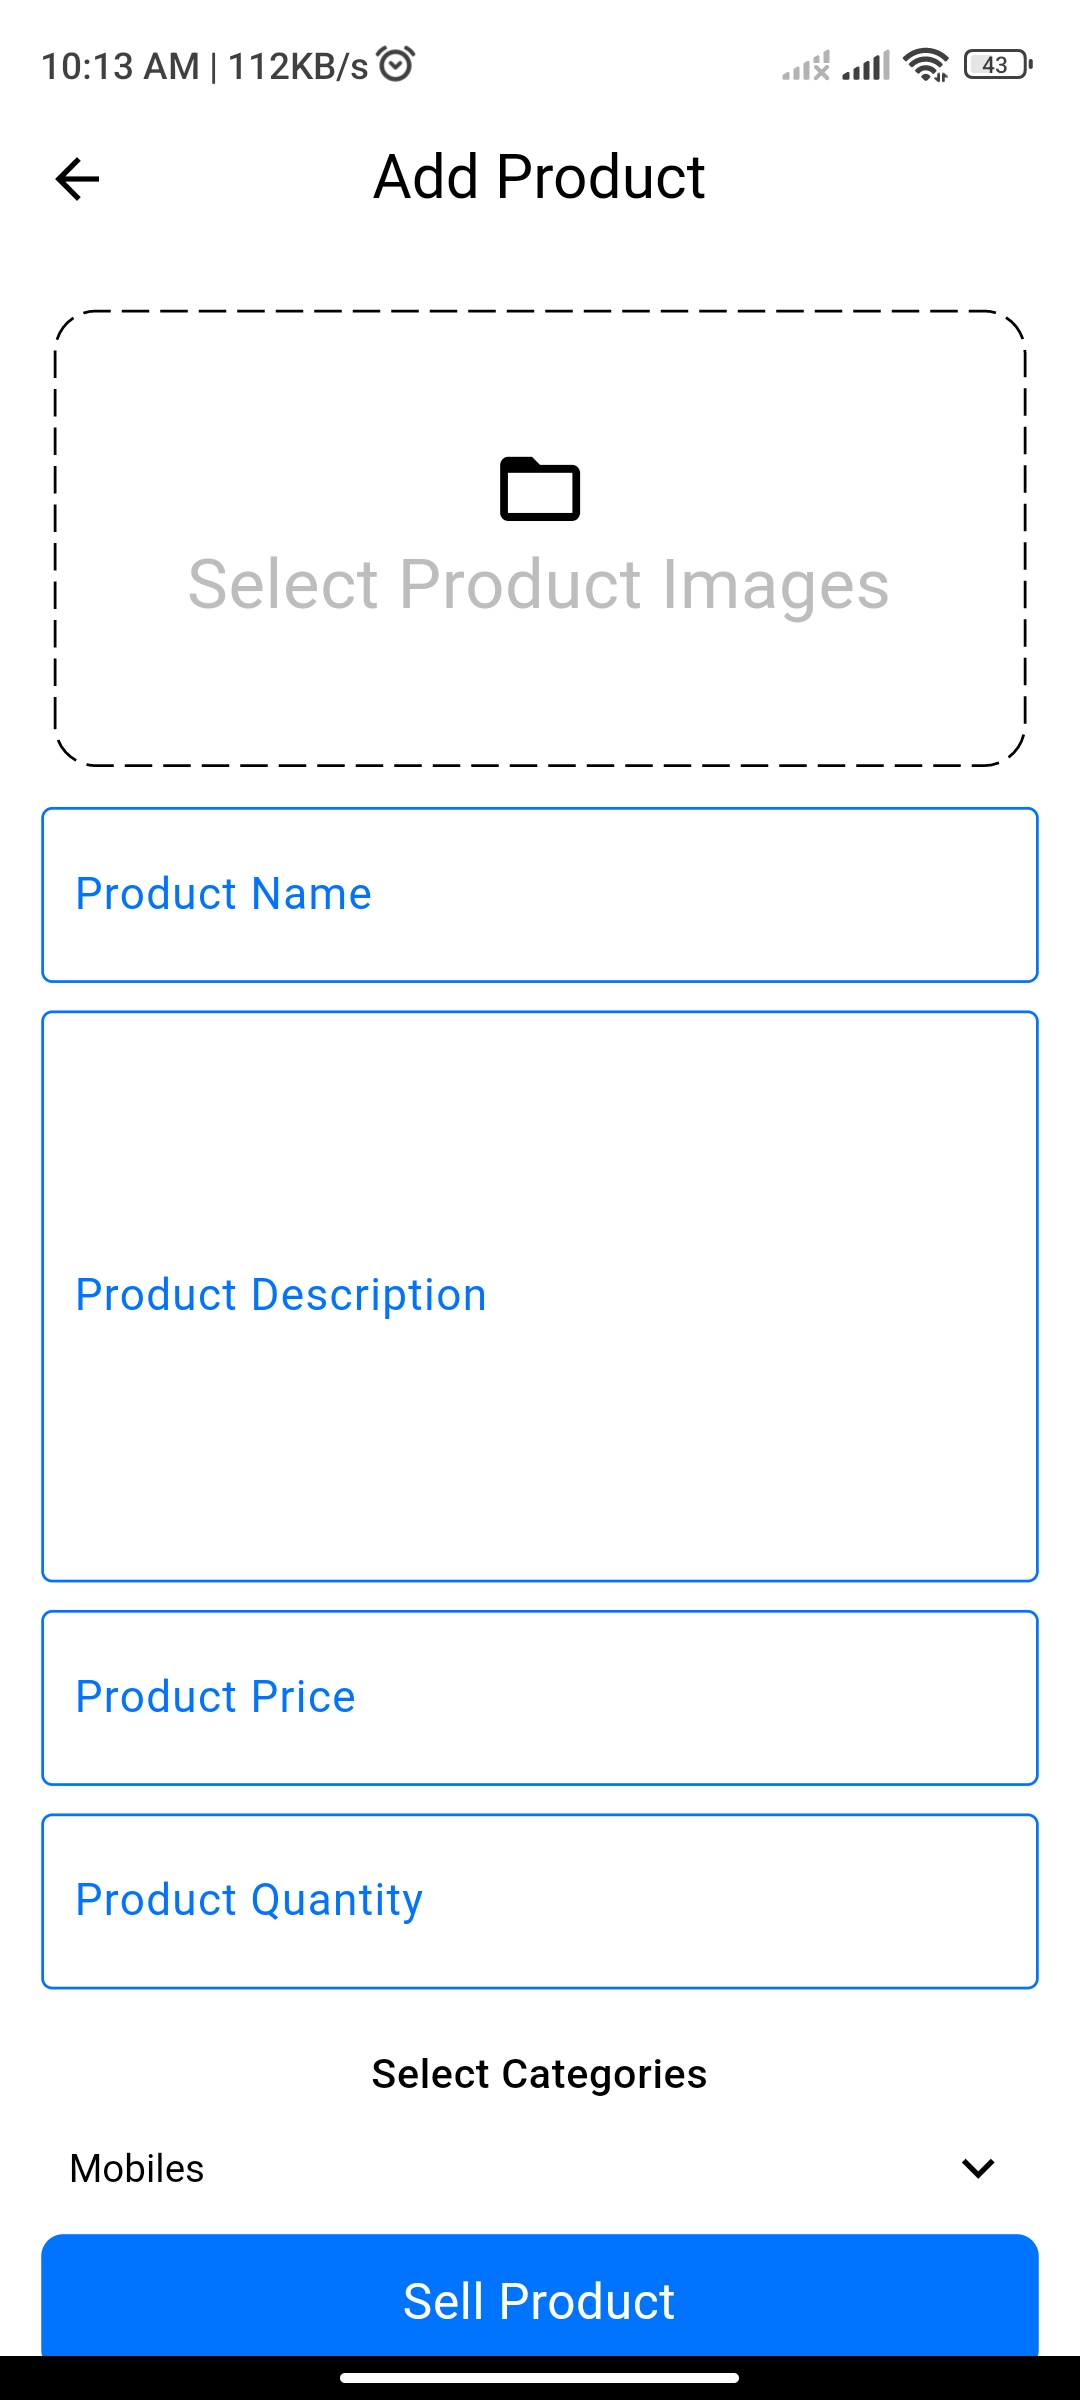 10:13 AM | 112KB/s
43
Add Product
Select Product Images
Product Name
Product Description
Product Price
Product Quantity
Select Categories
Mobiles
Sell Product